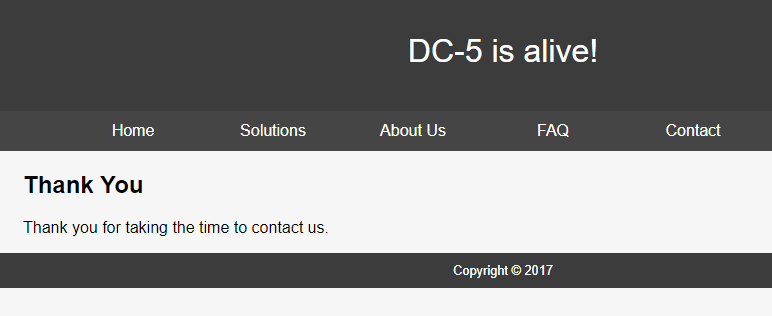 DC-5 is alive!
Home Solutions About Us FAQ Contact
Thank You
Thank you for taking the time to contact us.
Copyright © 2017